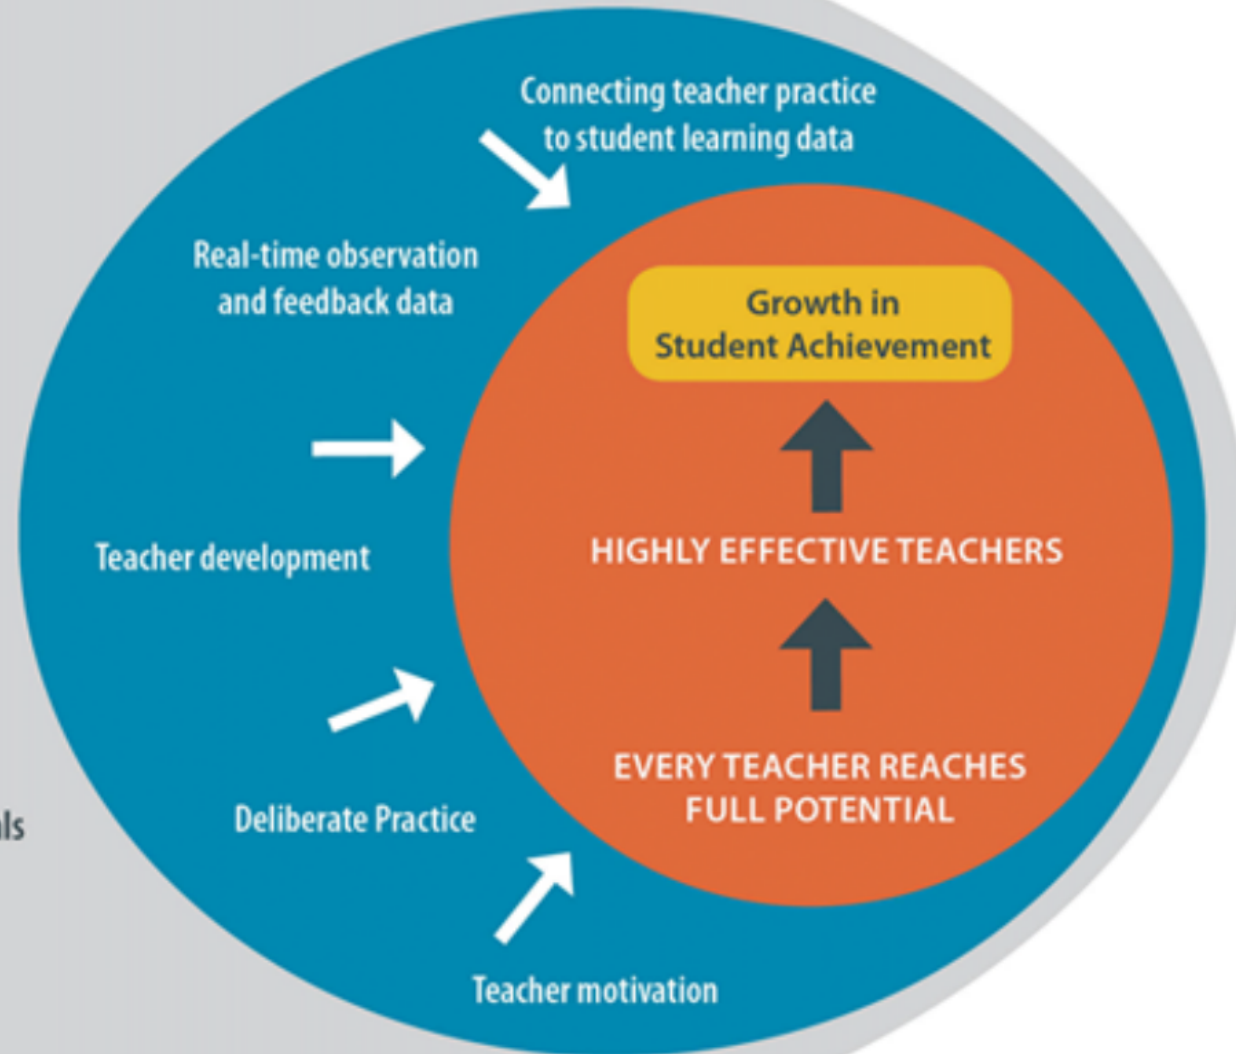 Connecting teacher practice
to student learning data
Real-time observation
and feedback data
Growth in
Student Achievement
HIGHLY EFFECTIVE TEACHERS
Teacher development
EVERY TEACHER REACHES
FULL POTENTIAL
Deliberate Practice
Teacher motivation